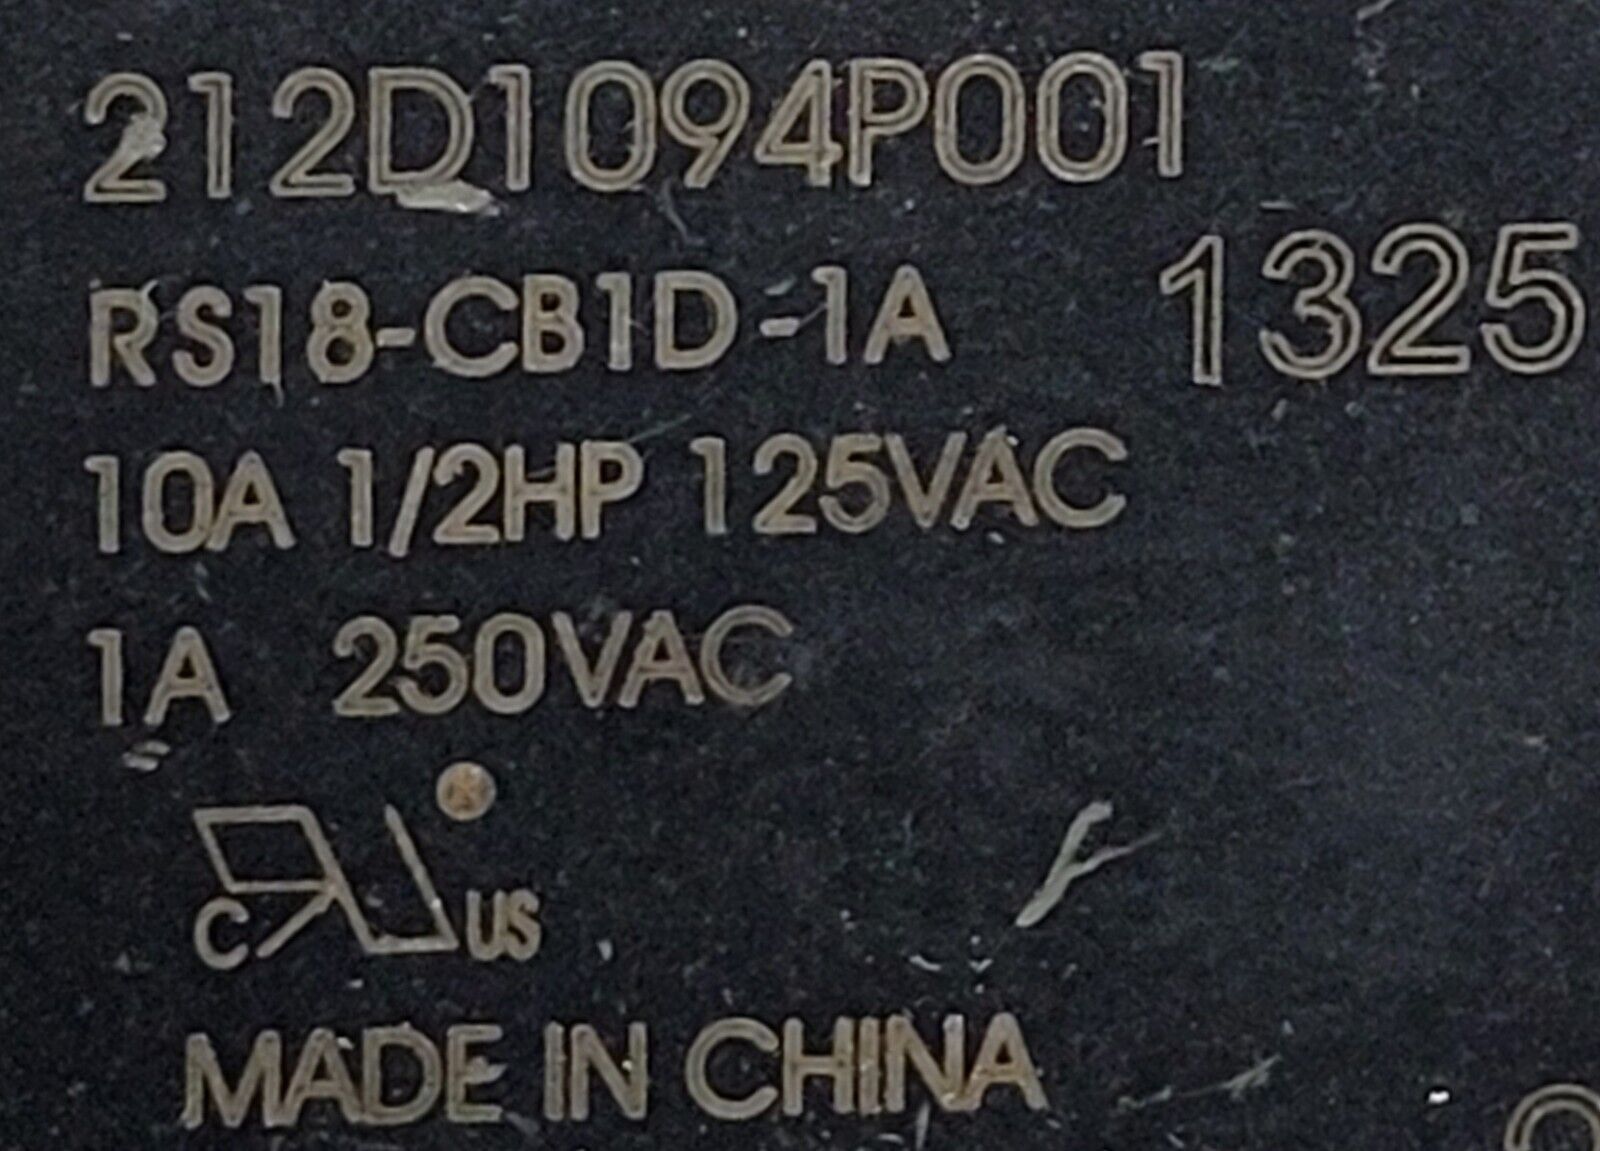 212D1094P001
RS18-CB1D-1A 1325
10A 1/2HP 125VAC
1A 250VAC
C US
MADE IN CHINA